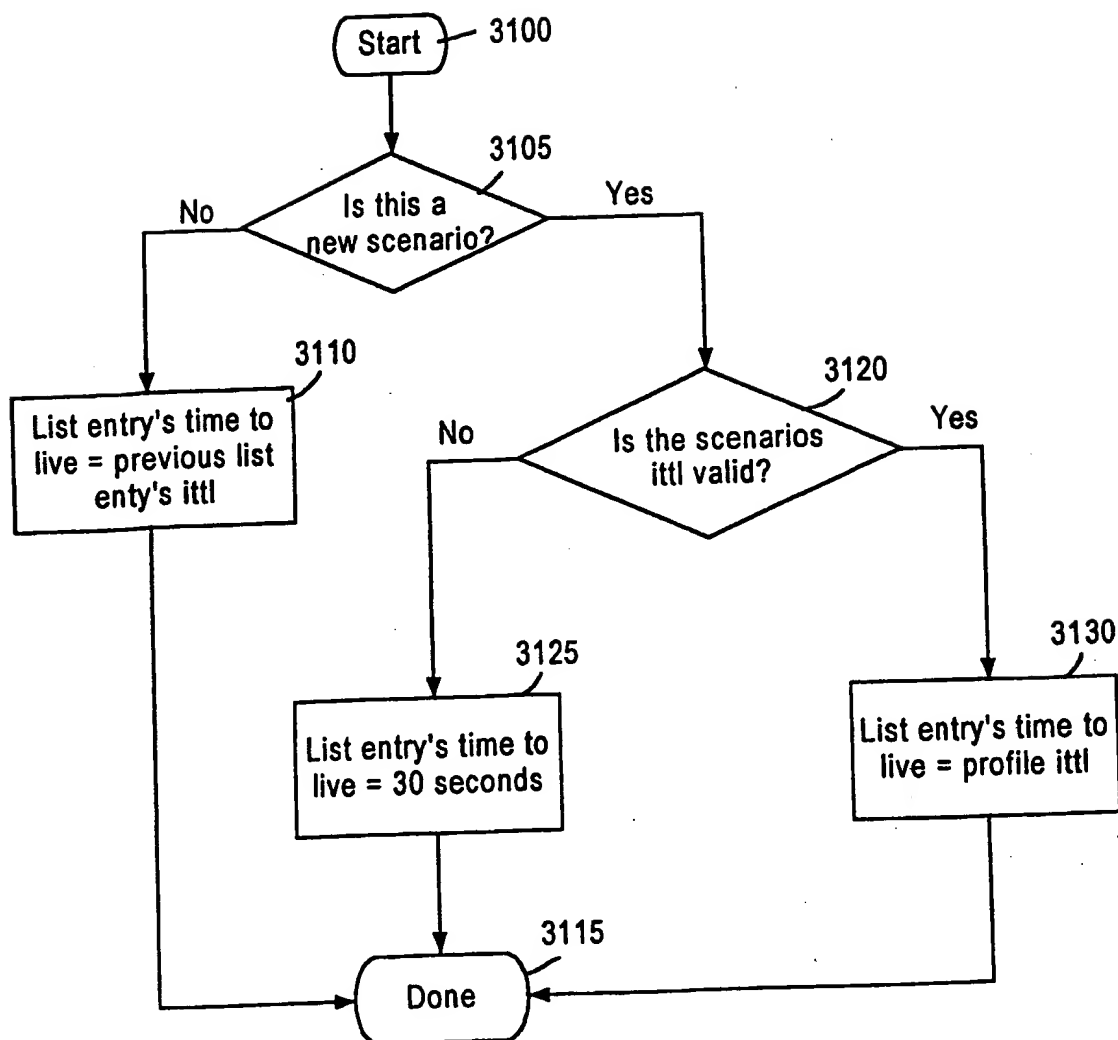 Start
3100
3105
Is this a
new scenario?
No
Yes
3110
List entry's time to
live = previous list
enty's ittl
3120
Is the scenarios
ittl valid?
No
Yes
3125
List entry's time to
live = 30 seconds
3130
List entry's time to
live = profile ittl
3115
Done